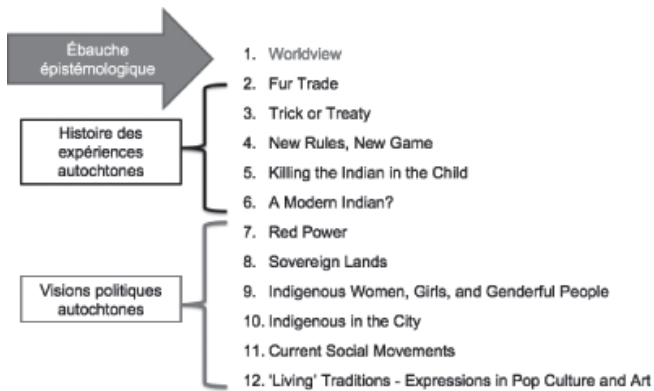 Ébauche
épistémologique
1. Worldview
2. Fur Trade
3. Trick or Treaty
4. New Rules, New Game
5. Killing the Indian in the Child
6. A Modern Indian?
Histoire des
expériences
autochtones
7. Red Power
8. Sovereign Lands
9. Indigenous Women, Girls, and Genderful People
10. Indigenous in the City
11. Current Social Movements
12. 'Living' Traditions - Expressions in Pop Culture and Art
Visions politiques
autochtones